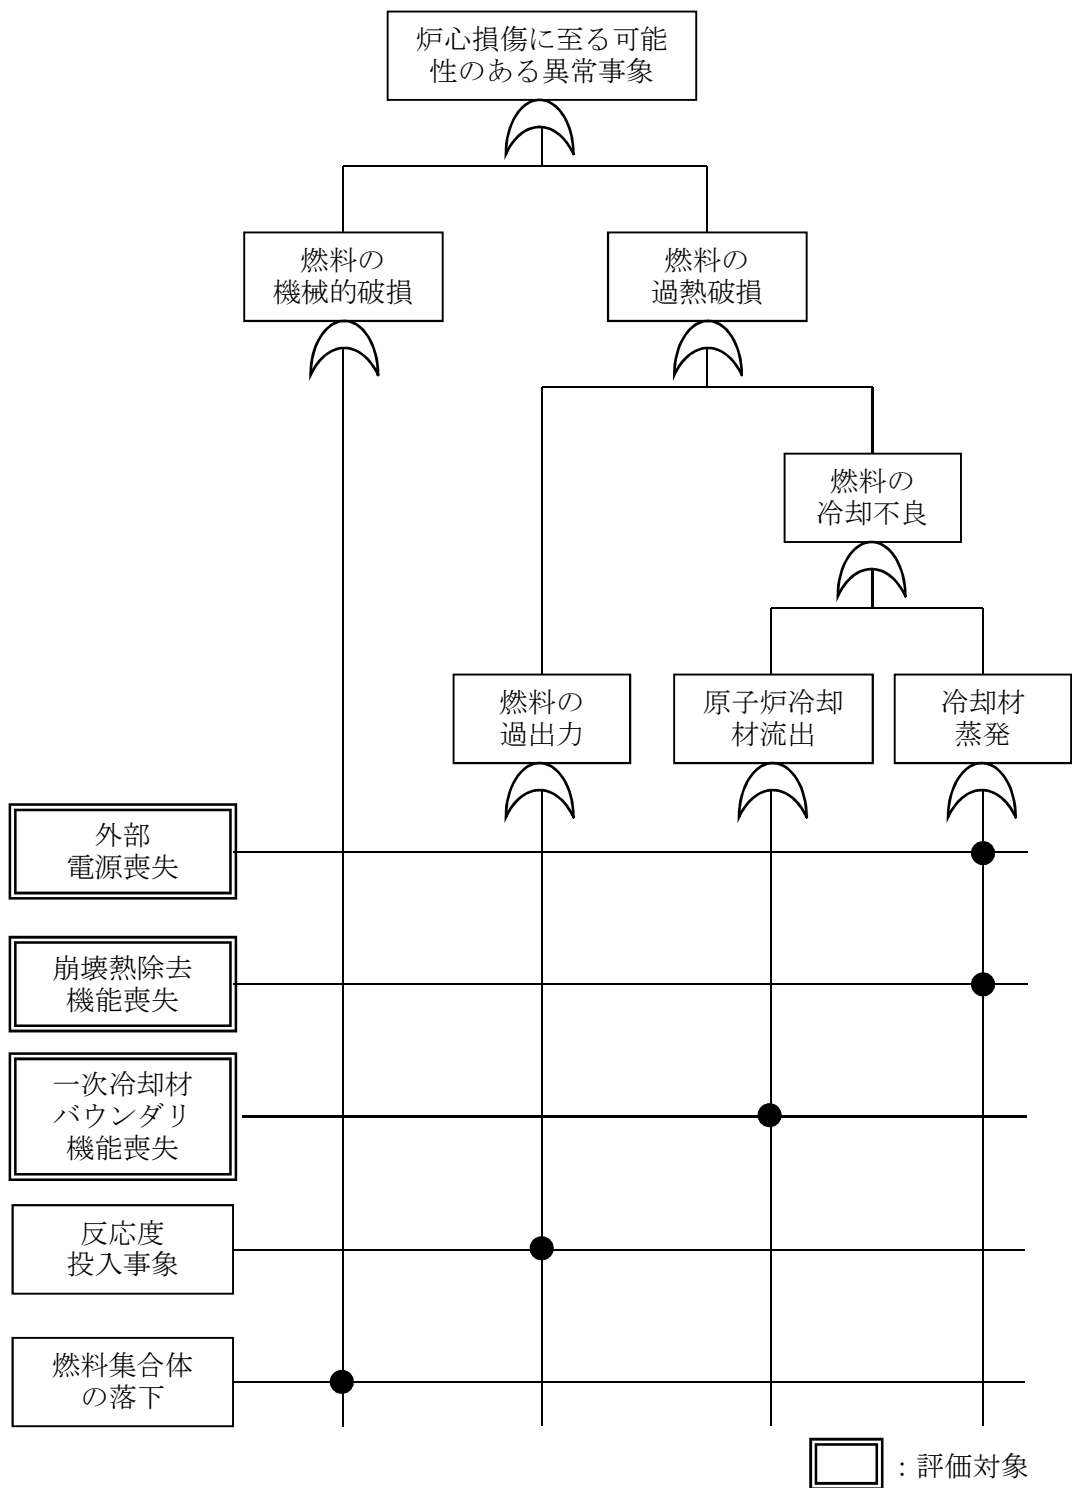 炉心損傷に至る可能
性のある異常事象
燃料の
機械的破損
燃料の
過熱破損
燃料の
冷却不良
燃料の
過出力
原子炉冷却
材流出
冷却材
蒸発
外部
電源喪失
崩壊熱除去
機能喪失
一次冷却材
バウンダリ
機能喪失
反応度
投入事象
燃料集合体
の落下
：評価対象